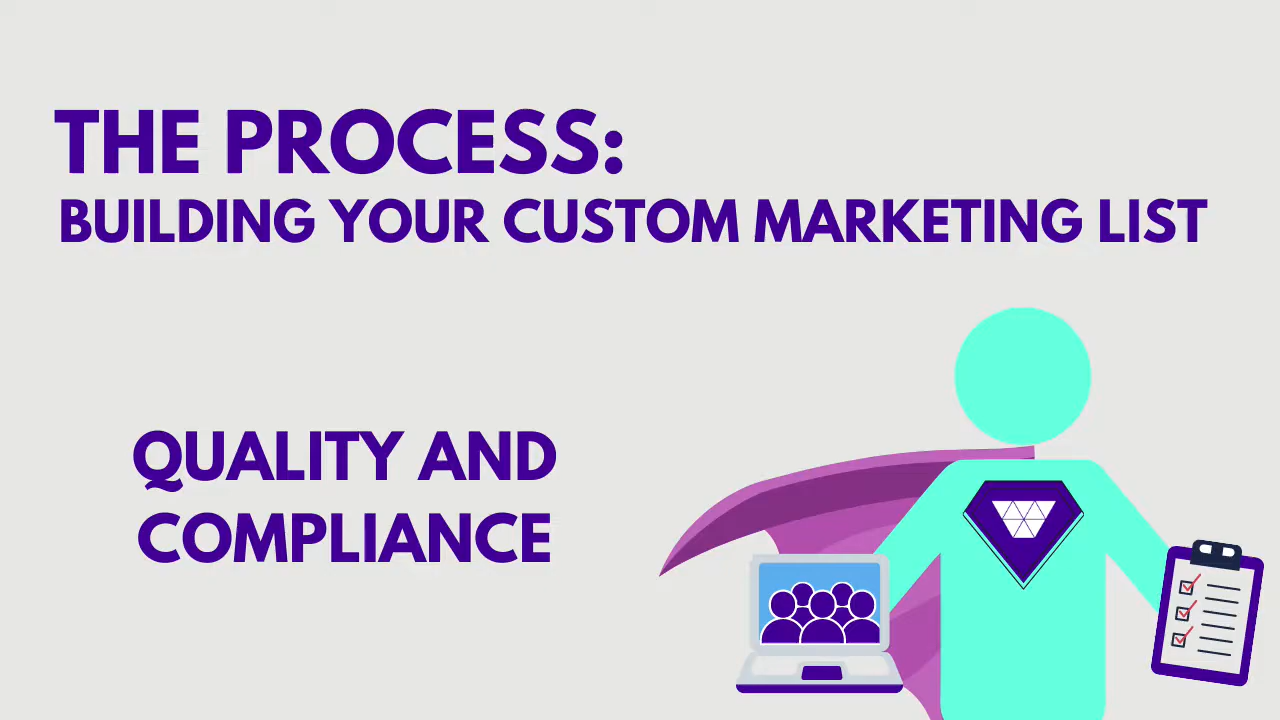 THE PROCESS:
BUILDING YOUR CUSTOM MARKETING LIST
QUALITY AND
COMPLIANCE